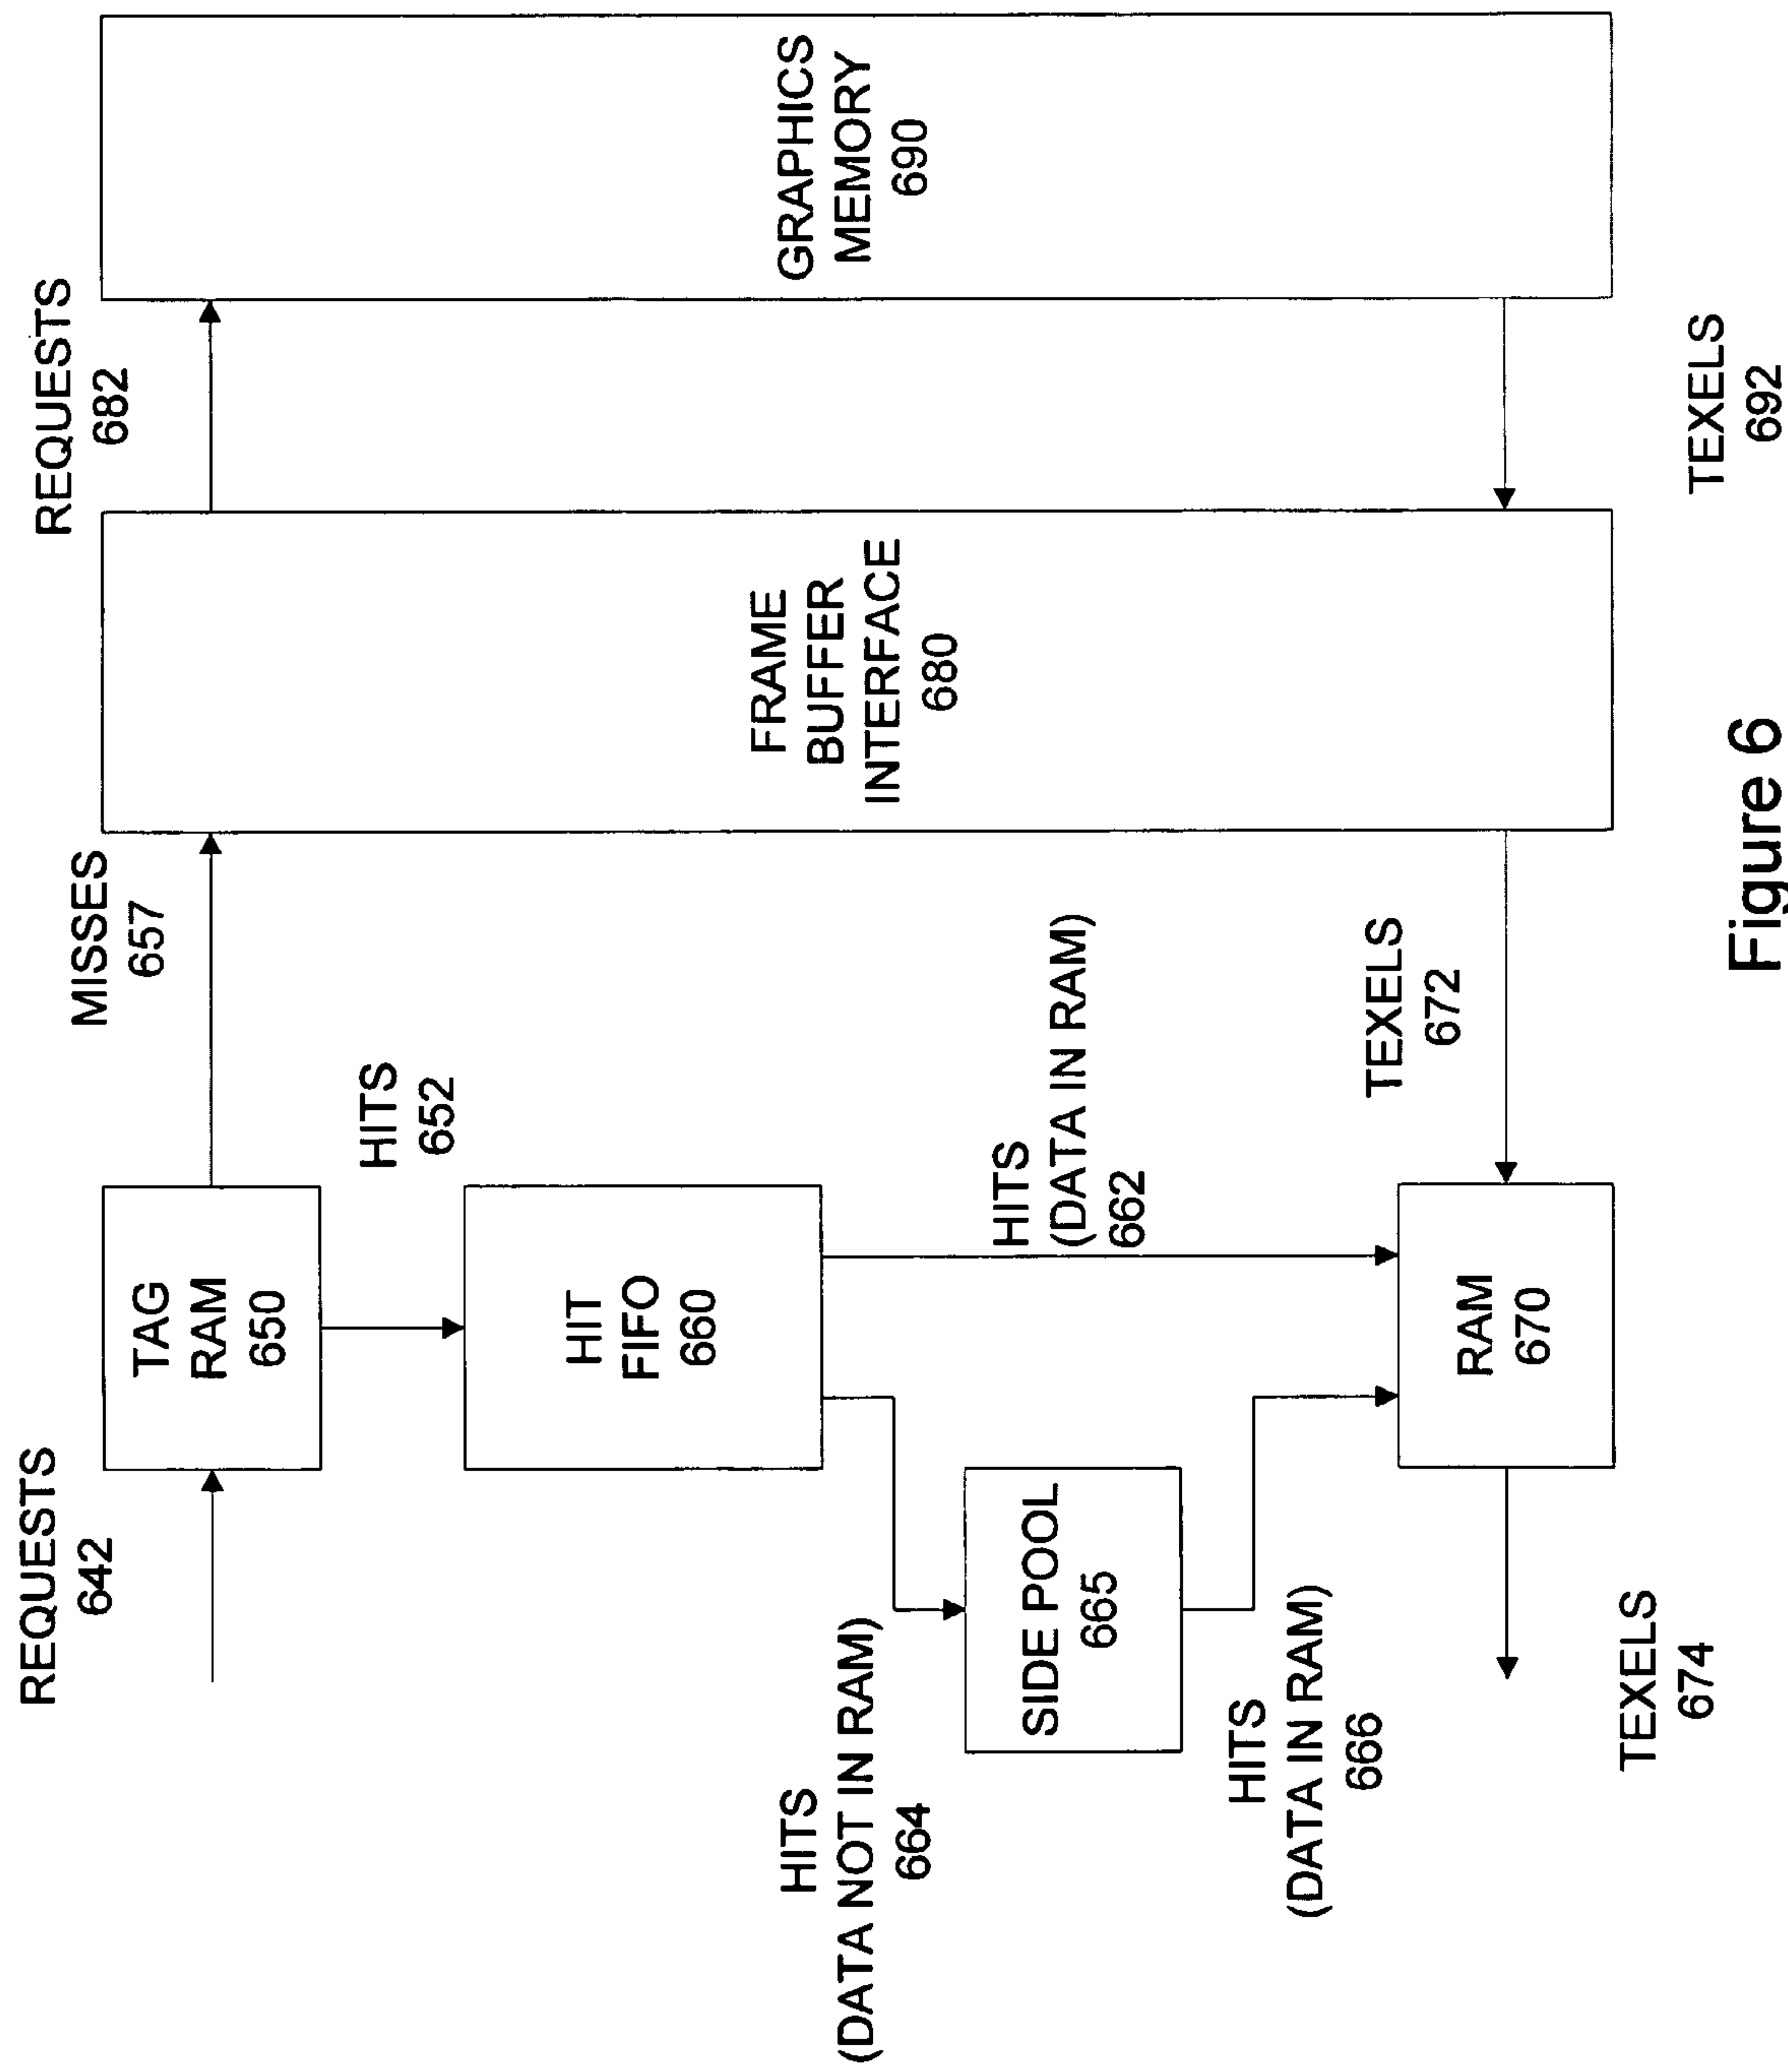 REQUESTS
642
TAG
RAM
650
MISSES
657
HITS
652
HIT
FIFO
660
HITS
(DATA NOT IN RAM)
664
SIDE POOL
665
HITS
(DATA IN RAM)
662
HITS
(DATA IN RAM)
666
RAM
670
TEXELS
672
TEXELS
674
FRAME
BUFFER
INTERFACE
680
REQUESTS
682
GRAPHICS
MEMORY
690
TEXELS
692
Figure 6